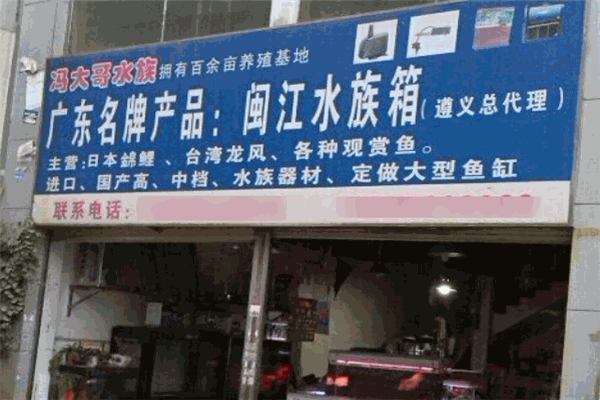 冯大哥水族拥有百余亩养殖基地
广东名牌产品：闽江水族箱（遵义总代理）
主营:日本錦鯉、台湾龙风、各种观赏鱼。
进口、国产高、中档、水族器材、定做大型鱼缸
联系电话: